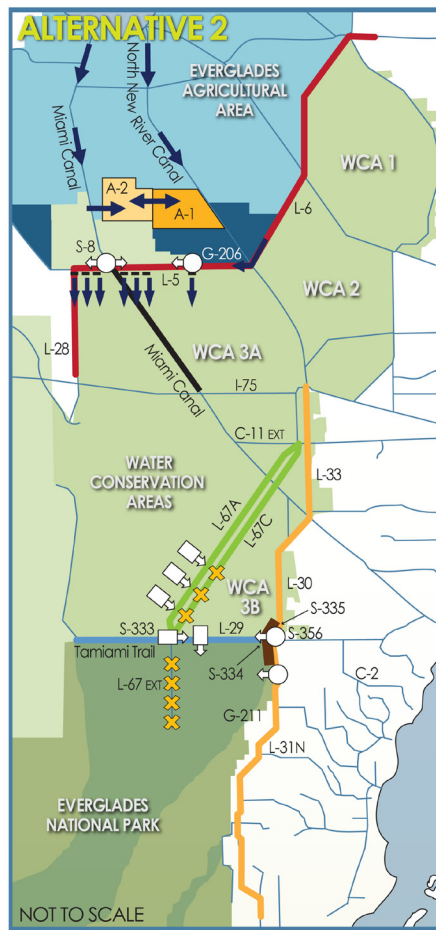 ALTERNATIVE 2
North New River Canal
EVERGLADES
AGRICULTURAL
AREA
Miami Canal
WCA 1
A-2
A-1
L-6
S-8
G-206
L-5
WCA 2
L-28
WCA 3A
Miami Canal
I-75
C-11 EXT
L-33
WATER
CONSERVATION
AREAS
L-67A
L-67C
WCA
3B
L-30
S-335
S-333
L-29
S-356
Tamiami Trail
S-334
C-2
L-67 EXT
G-211
L-31N
EVERGLADES
NATIONAL PARK
NOT TO SCALE